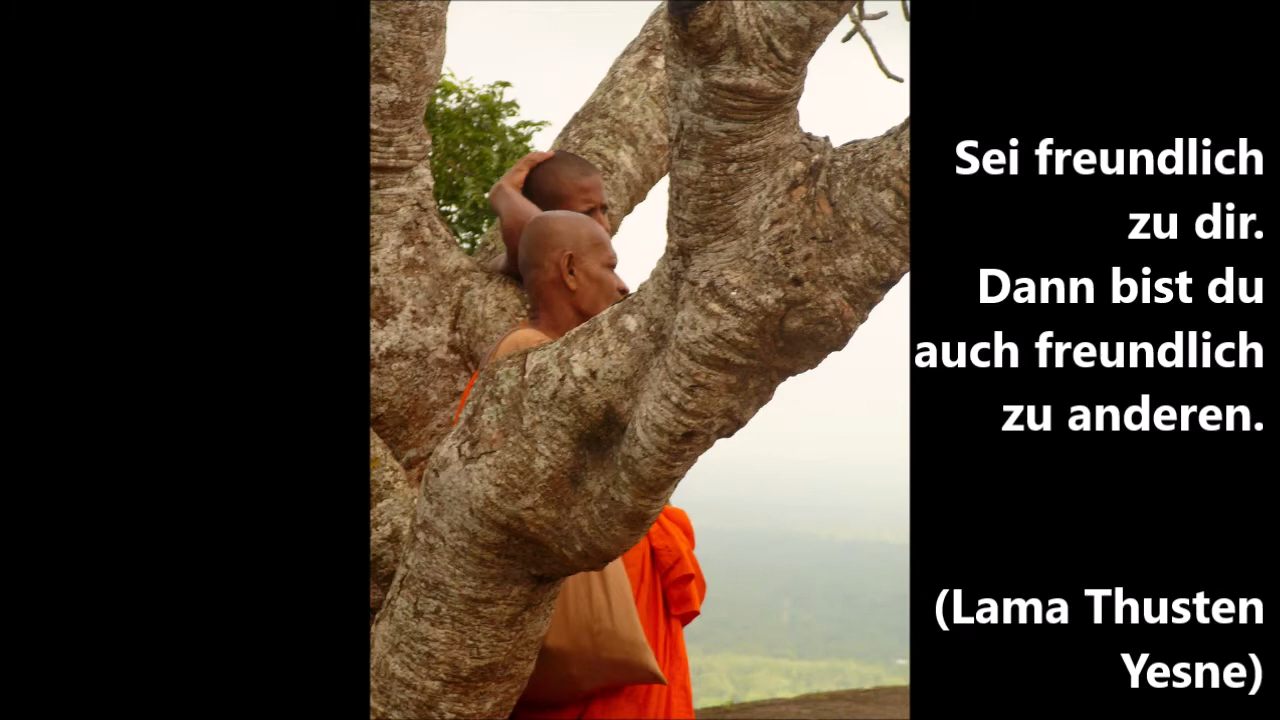 Sei freundlich
zu dir.
Dann bist du
auch freundlich
zu anderen.
(Lama Thusten
Yesne)